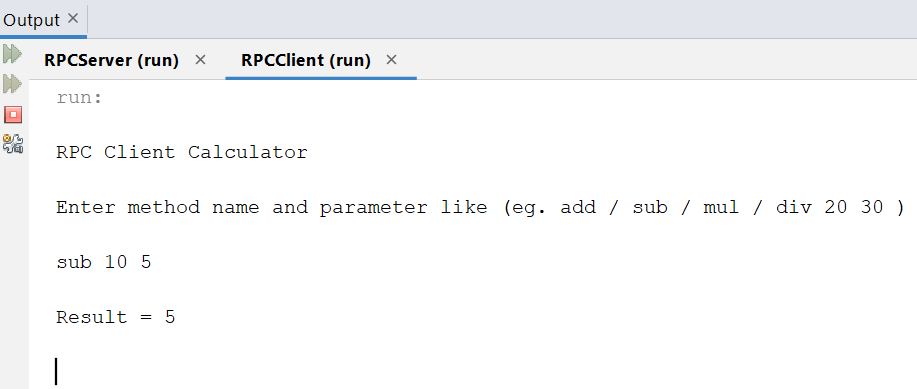 Output
RPCServer (run) RPCClient (run)
run:
RPC Client Calculator
Enter method name and parameter like (eg. add / sub / mul / div 20 30 )
sub 10 5
Result = 5